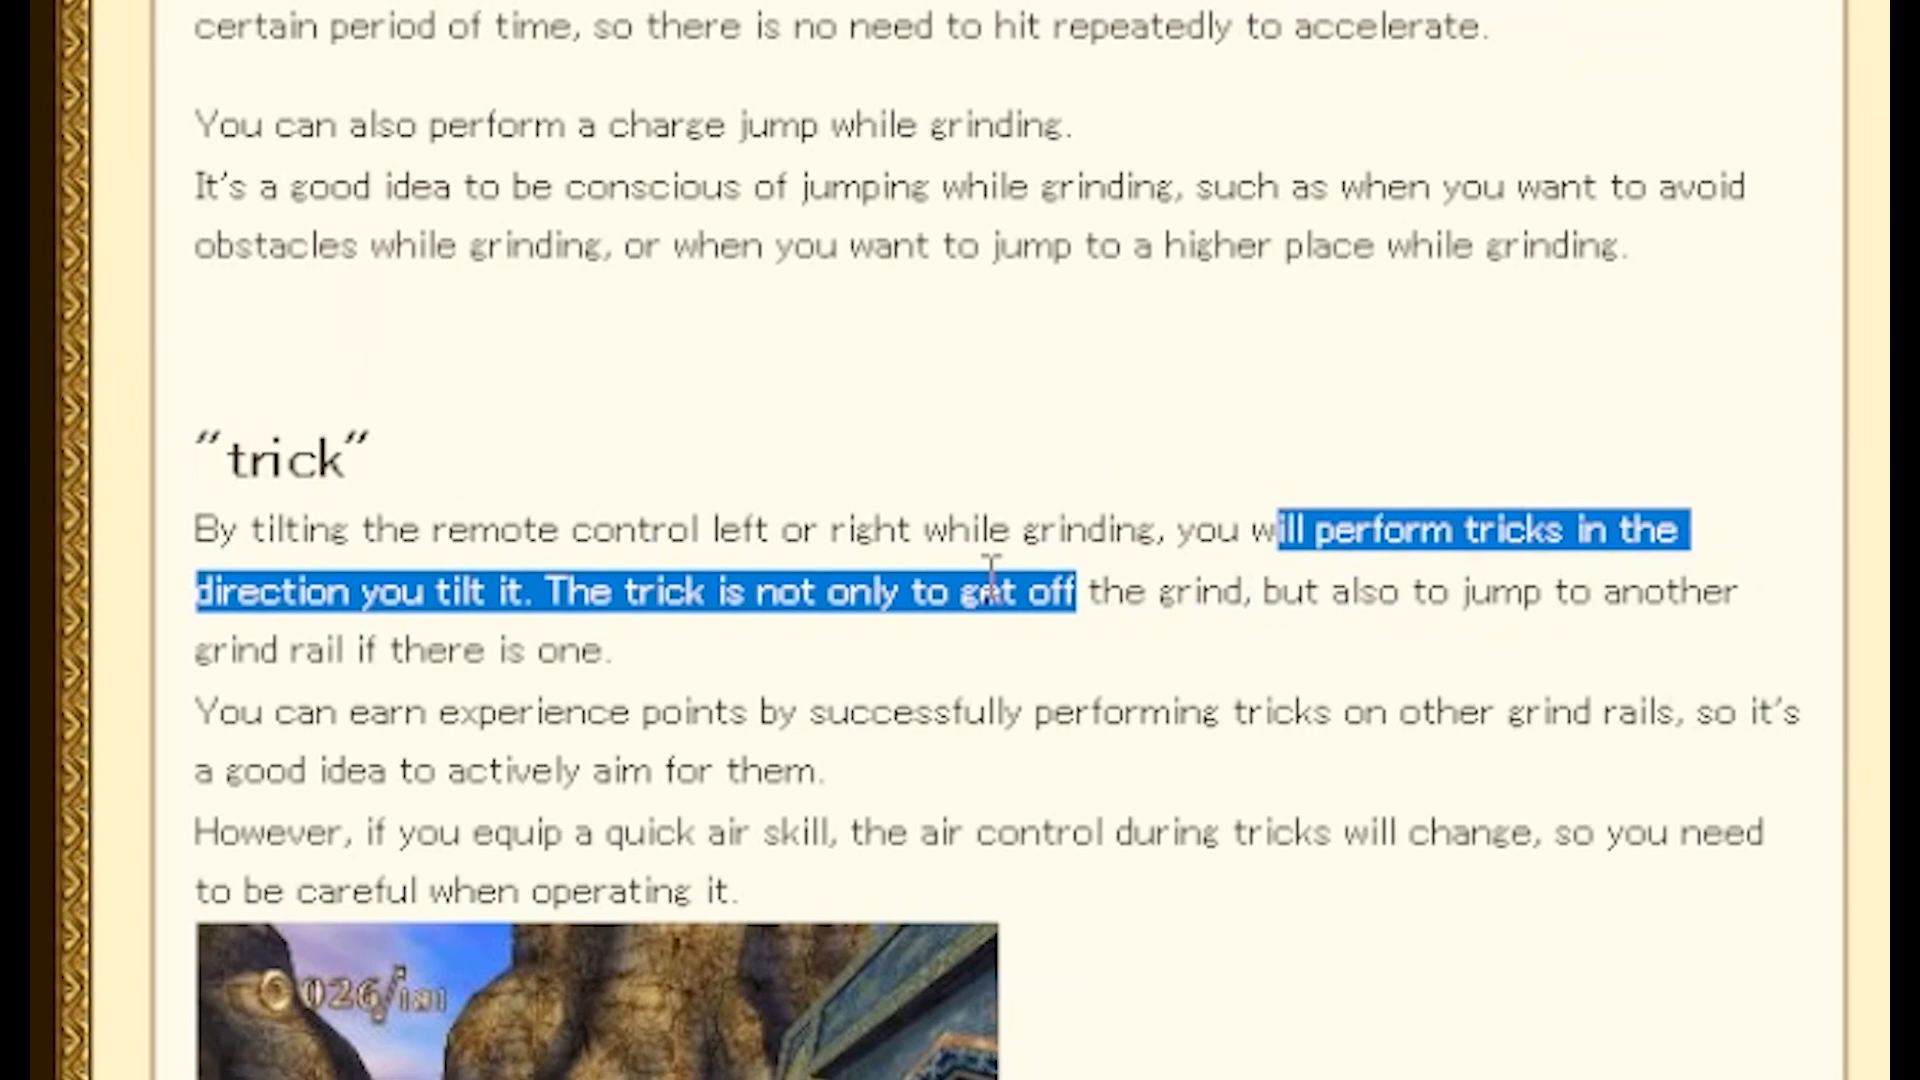 certain period of time, so there is no need to hit repeatedly to accelerate.
You can also perform a charge jump while grinding.
It's a good idea to be conscious of jumping while grinding, such as when you want to avoid
obstacles while grinding, or when you want to jump to a higher place while grinding.
"trick"
By tilting the remote control left or right while grinding, you will perform tricks in the
direction you tilt it. The trick is not only to get off the grind, but also to jump to another
grind rail if there is one.
You can earn experience points by successfully performing tricks on other grind rails, so it's
a good idea to actively aim for them.
However, if you equip a quick air skill, the air control during tricks will change, so you need
to be careful when operating it.
026/181